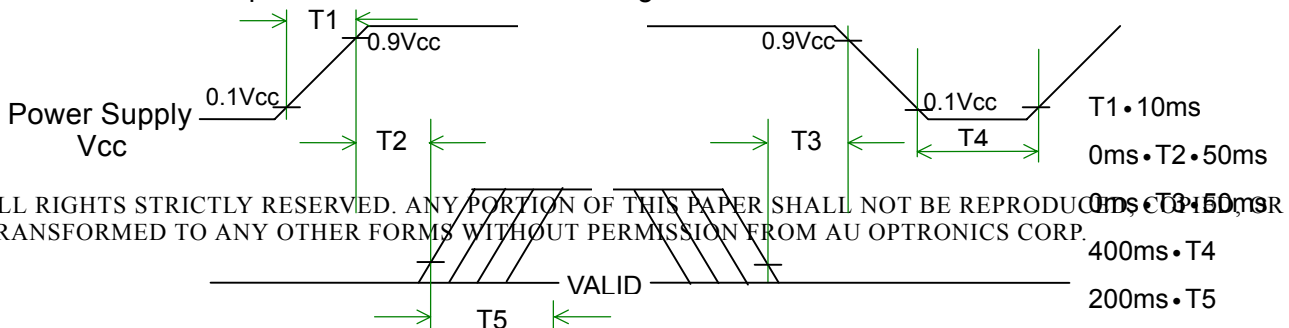 T1
0.9Vcc
0.9Vcc
0.1Vcc
0.1Vcc
Power Supply
Vcc
T2
T3
T4
T1•10ms
0ms•T2•50ms
0ms•T3•50ms
400ms•T4
200ms•T5
LL RIGHTS STRICTLY RESERVED. ANY PORTION OF THIS PAPER SHALL NOT BE REPRODUCED, COPIED, OR
RANSFORMED TO ANY OTHER FORMS WITHOUT PERMISSION FROM AU OPTRONICS CORP.
VALID
T5